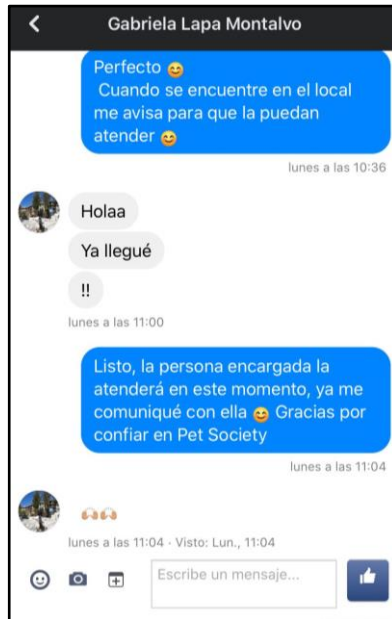 Gabriela Lapa Montalvo
Perfecto 😊
Cuando se encuentre en el local
me avisa para que la puedan
atender 😊
lunes a las 10:36
Holaa
Ya llegué
!!
lunes a las 11:00
Listo, la persona encargada la
atenderá en este momento, ya me
comuniqué con ella 😊 Gracias por
confiar en Pet Society
lunes a las 11:04
🙌🏼🙌🏼
lunes a las 11:04 · Visto: Lun., 11:04
Escribe un mensaje...